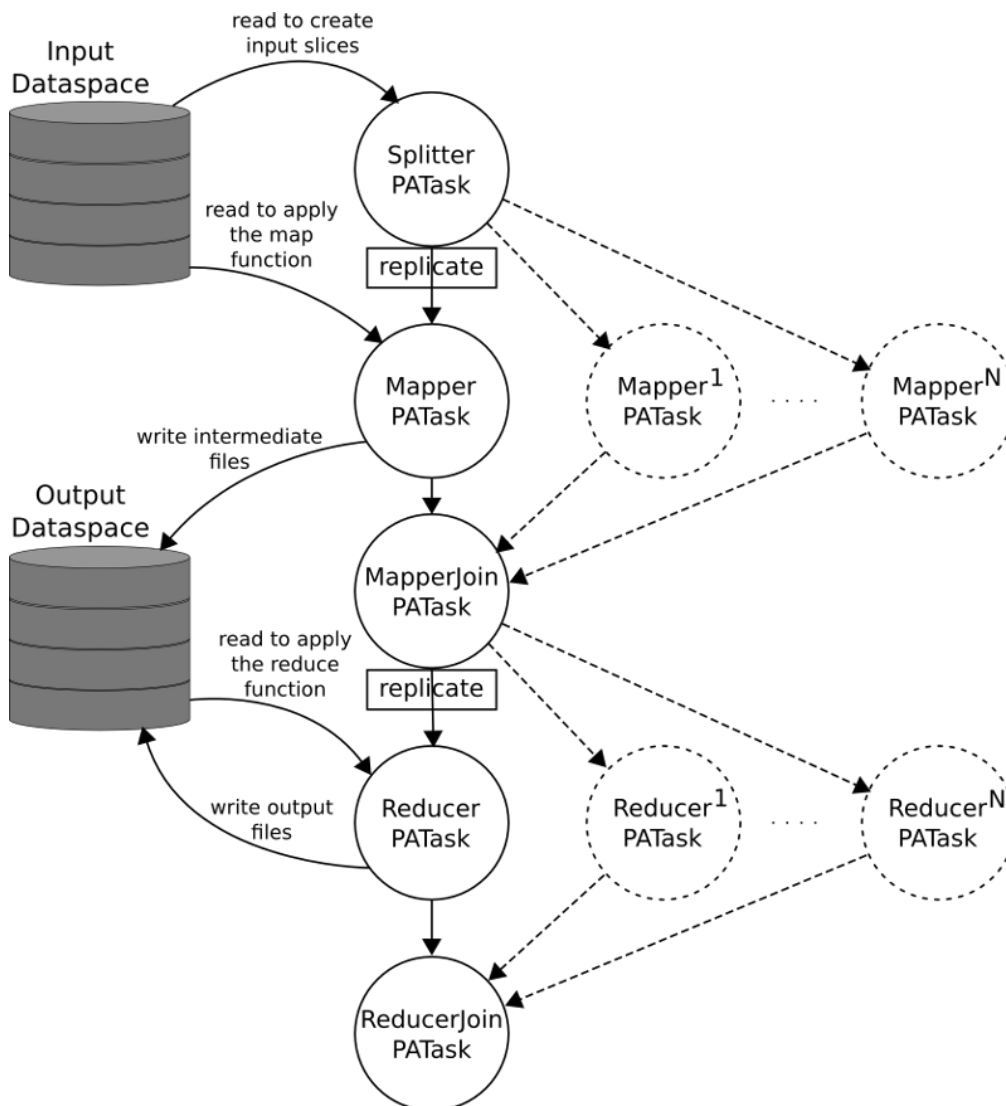 read to create
input slices
Input
Dataspace
Splitter
PATask
read to apply
the map
function
replicate
Mapper
PATask
Mapper1
PATask
. . . .
MapperN
PATask
write intermediate
files
Output
Dataspace
MapperJoin
PATask
read to apply
the reduce
function
replicate
Reducer
PATask
Reducer1
PATask
. . . .
ReducerN
PATask
write output
files
ReducerJoin
PATask